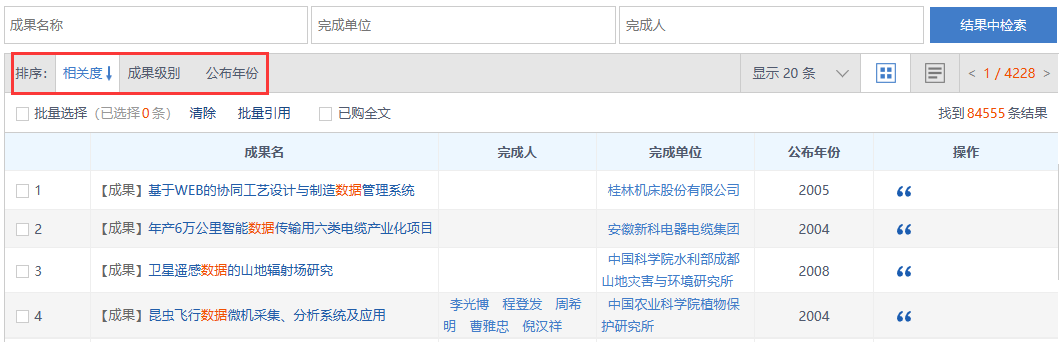 成果名称 完成单位 完成人 结果中检索
排序： 相关度↓ 成果级别 公布年份 显示 20 条 < 1 / 4228 >
批量选择 （已选择0条） 清除 批量引用 已购全文 找到84555条结果
成果名 完成人 完成单位 公布年份 操作
1 【成果】基于WEB的协同工艺设计与制造数据管理系统 桂林机床股份有限公司 2005
2 【成果】年产6万公里智能数据传输用六类电缆产业化项目 安徽新科电器电缆集团 2004
3 【成果】卫星遥感数据的山地辐射场研究 中国科学院水利部成都
山地灾害与环境研究所 2008
4 【成果】昆虫飞行数据微机采集、分析系统及应用 李光博 程登发 周希
明 曹雅忠 倪汉祥 中国农业科学院植物保
护研究所 2004